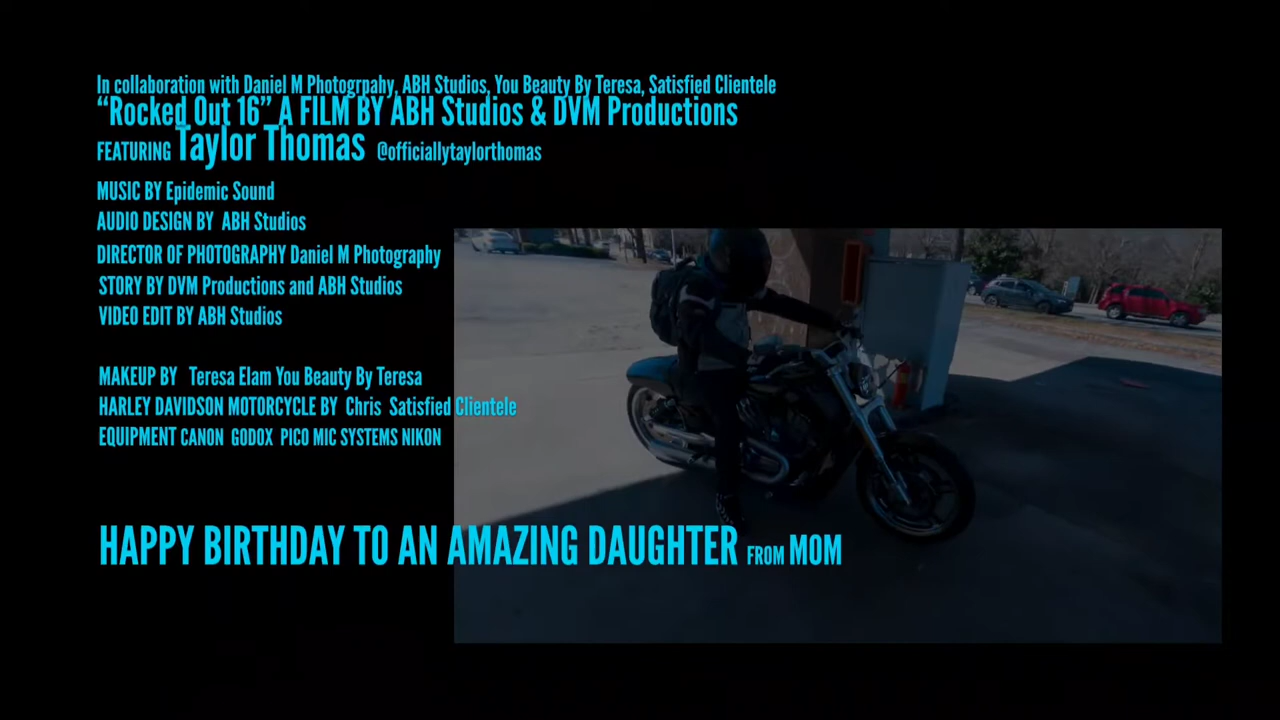 In collaboration with Daniel M Photogrpahy, ABH Studios, You Beauty By Teresa, Satisfied Clientele
“Rocked Out 16” A FILM BY ABH Studios & DVM Productions
FEATURING Taylor Thomas @officiallytaylorthomas
MUSIC BY Epidemic Sound
AUDIO DESIGN BY ABH Studios
DIRECTOR OF PHOTOGRAPHY Daniel M Photography
STORY BY DVM Productions and ABH Studios
VIDEO EDIT BY ABH Studios
MAKEUP BY Teresa Elam You Beauty By Teresa
HARLEY DAVIDSON MOTORCYCLE BY Chris Satisfied Clientele
EQUIPMENT CANON GODOX PICO MIC SYSTEMS NIKON
HAPPY BIRTHDAY TO AN AMAZING DAUGHTER FROM MOM